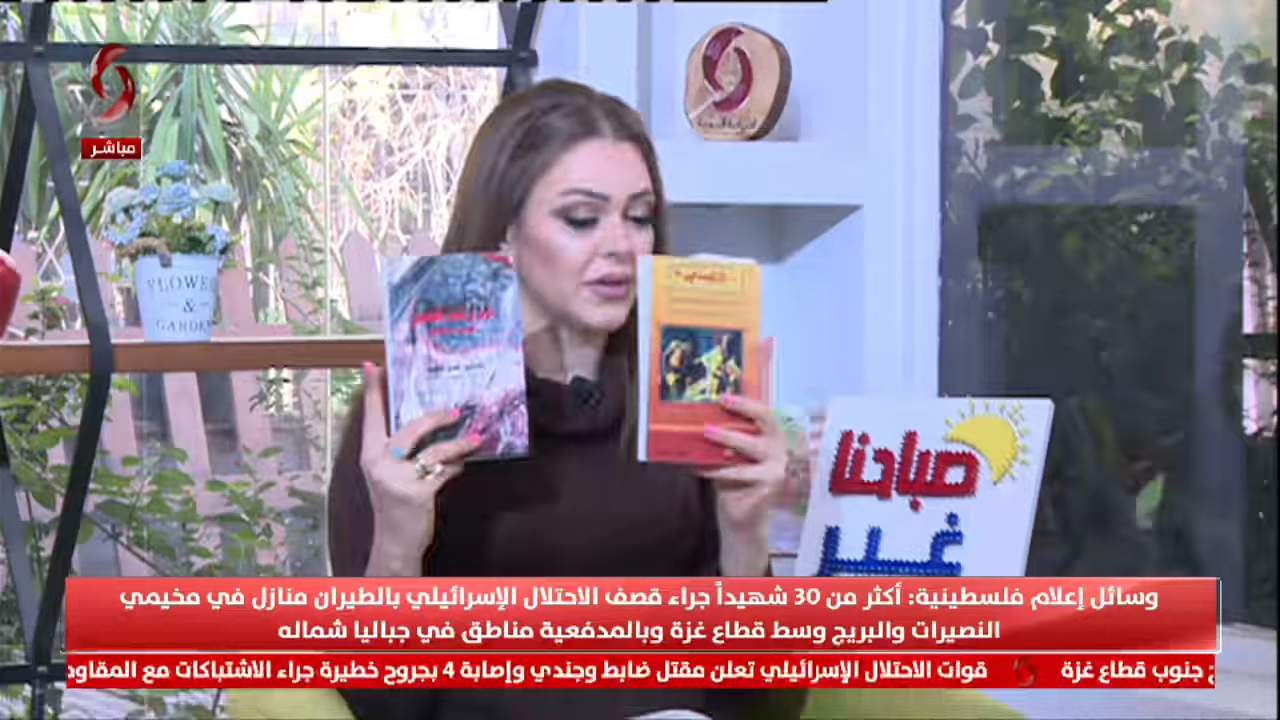 مباشر
FLOWER
&
GARDEN
صباحنا
غير
وسائل إعلام فلسطينية: أكثر من 30 شهيداً جراء قصف الاحتلال الإسرائيلي بالطيران منازل في مخيمي
النصيرات والبريج وسط قطاع غزة وبالمدفعية مناطق في جباليا شماله
جنوب قطاع غزة
قوات الاحتلال الإسرائيلي تعلن مقتل ضابط وجندي وإصابة 4 بجروح خطيرة جراء الاشتباكات مع